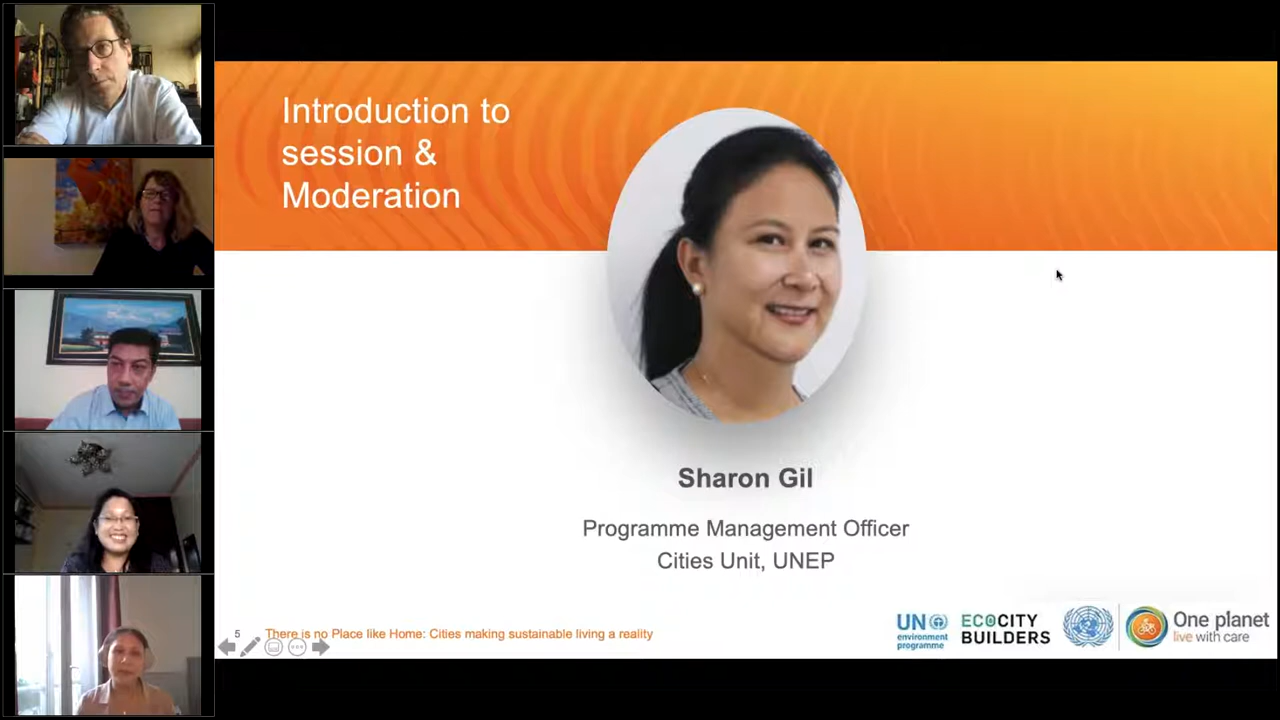 Introduction to
session &
Moderation
Sharon Gil
Programme Management Officer
Cities Unit, UNEP
5
There is no Place like Home: Cities making sustainable living a reality
UN
environment
programme
ECOCITY
BUILDERS
One planet
live with care